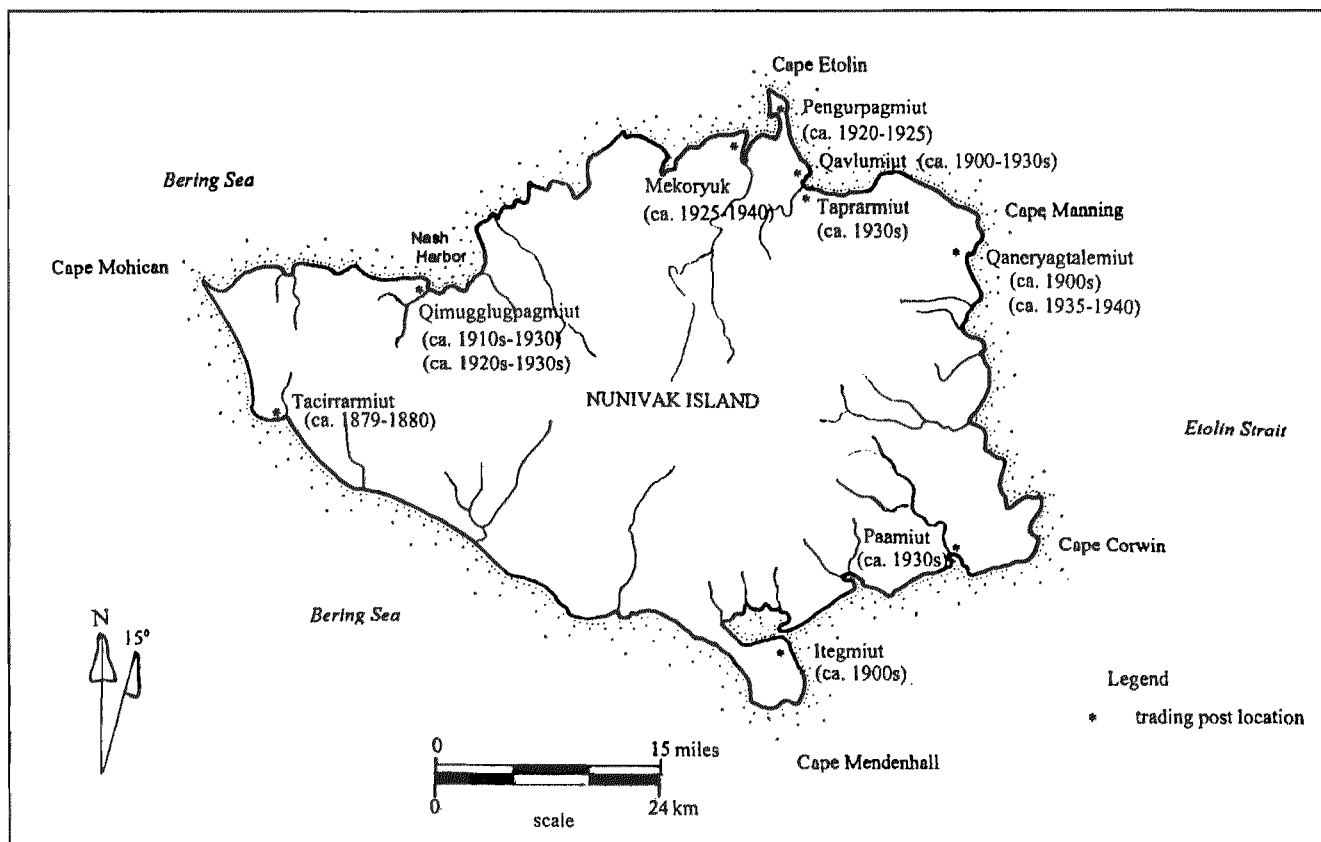 Cape Etolin
Pengurpagmiut
(ca. 1920-1925)
Bering Sea
Qavlumiut (ca. 1900-1930s)
Mekoryuk
(ca. 1925-1940)
Taprarmiut
(ca. 1930s)
Cape Manning
Nash
Harbor
Cape Mohican
Qaneryagtalemiut
(ca. 1900s)
(ca. 1935-1940)
Qimugglugpagmiut
(ca. 1910s-1930)
(ca. 1920s-1930s)
Tacirrarmiut
(ca. 1879-1880)
NUNIVAK ISLAND
Etolin Strait
Paamiut
(ca. 1930s)
Cape Corwin
Bering Sea
N
15°
Itegmiut
(ca. 1900s)
Legend
* trading post location
0 15 miles
0 24 km
scale
Cape Mendenhall